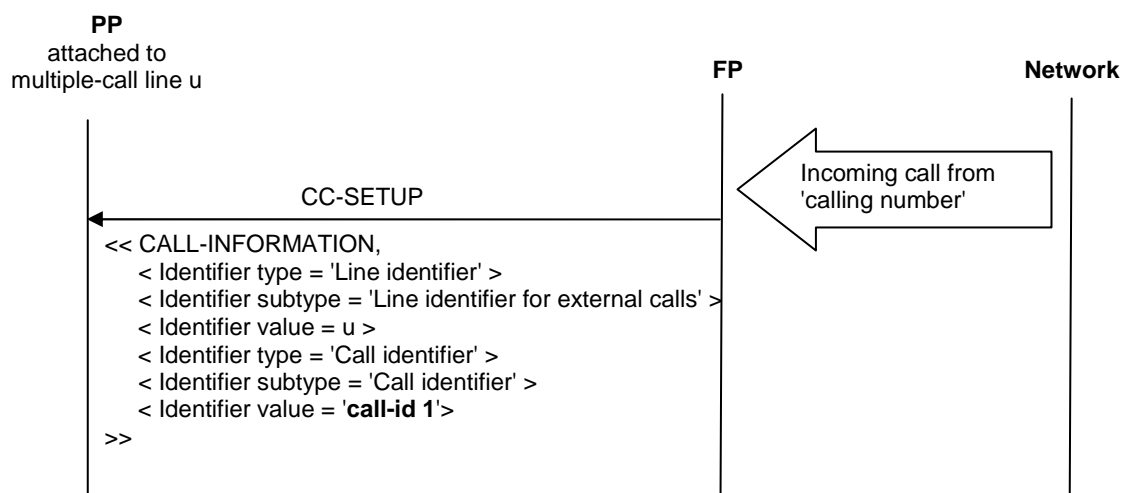 PP
attached to
multiple-call line u
FP
Network
Incoming call from
'calling number'
CC-SETUP
<< CALL-INFORMATION,
< Identifier type = 'Line identifier' >
< Identifier subtype = 'Line identifier for external calls' >
< Identifier value = u >
< Identifier type = 'Call identifier' >
< Identifier subtype = 'Call identifier' >
< Identifier value = 'call-id 1'>
>>